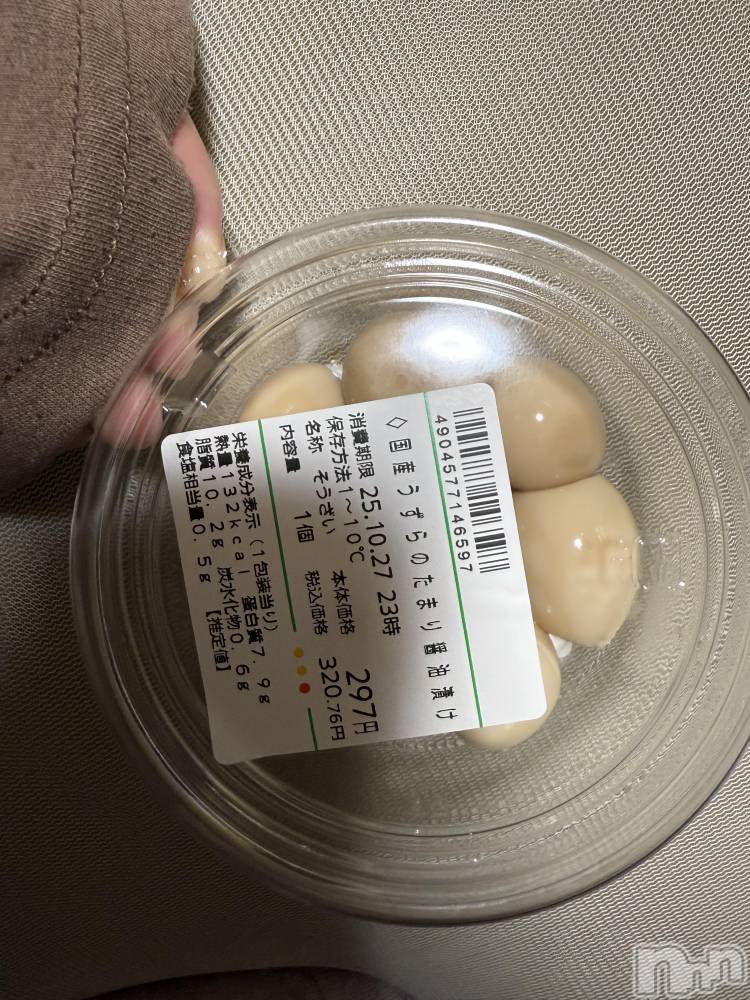 4904577146597
◇国産うずらのたまり醤油漬け
消費期限 25.10.27 23時
保存方法 1～10℃ 本体価格 297円
名称 そうざい 税込価格 320.76円
内容量 1個
栄養成分表示(1包装当り)
熱量132kcal 蛋白質7.9g
脂質10.2g 炭水化物0.6g
食塩相当量0.5g 【推定値】